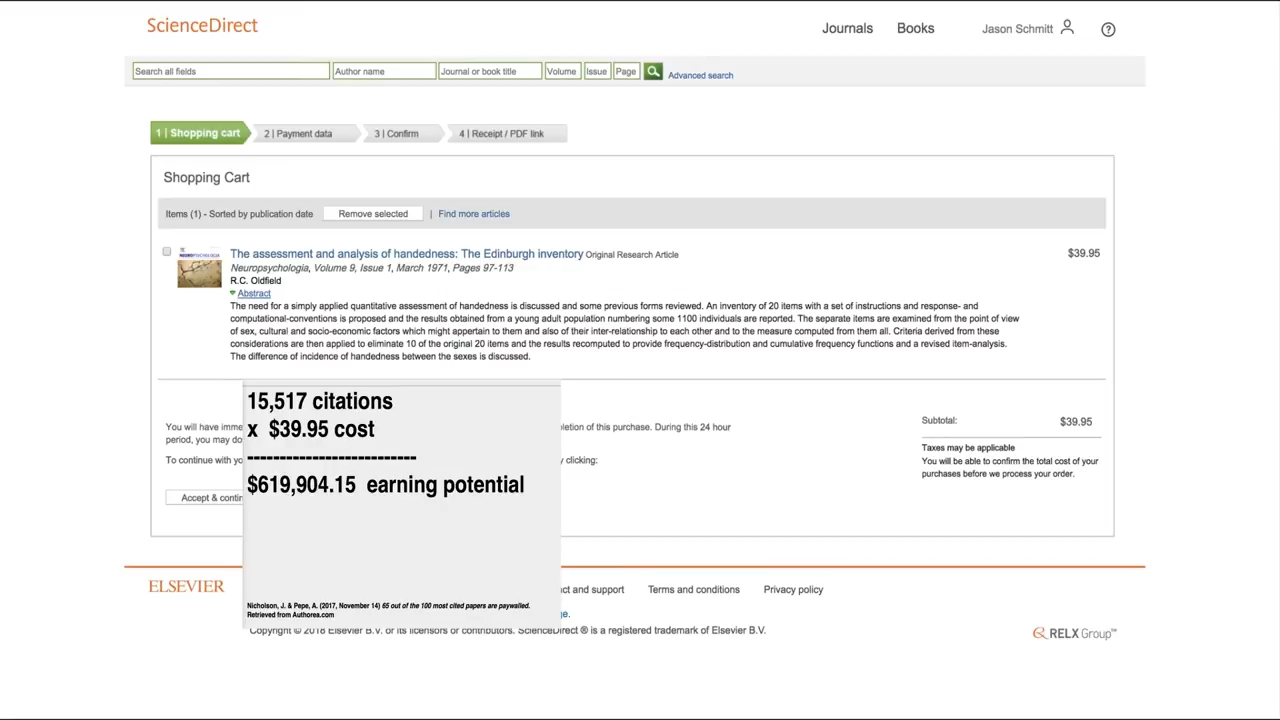 ScienceDirect
Journals Books Jason Schmitt ?
Search all fields Author name Journal or book title Volume Issue Page Advanced search
1 | Shopping cart 2 | Payment data 3 | Confirm 4 | Receipt / PDF link
Shopping Cart
Items (1) - Sorted by publication date Remove selected | Find more articles
The assessment and analysis of handedness: The Edinburgh inventory Original Research Article $39.95
Neuropsychologia, Volume 9, Issue 1, March 1971, Pages 97-113
R.C. Oldfield
Abstract
The need for a simply applied quantitative assessment of handedness is discussed and some previous forms reviewed. An inventory of 20 items with a set of instructions and response- and
computational-conventions is proposed and the results obtained from a young adult population numbering some 1100 individuals are reported. The separate items are examined from the point of view
of sex, cultural and socio-economic factors which might appertain to them and also of their inter-relationship to each other and to the measure computed from them all. Criteria derived from these
considerations are then applied to eliminate 10 of the original 20 items and the results recomputed to provide frequency-distribution and cumulative frequency functions and a revised item-analysis.
The difference of incidence of handedness between the sexes is discussed.
15,517 citations
x $39.95 cost
--------------------------
$619,904.15 earning potential
Nicholson, J. & Pepe, A. (2017, November 14) 65 out of the 100 most cited papers are paywalled.
Retrieved from Authorea.com
You will have imme
letion of this purchase. During this 24 hour
period, you may do
To continue with yo
y clicking:
Accept & contin
Subtotal: $39.95
Taxes may be applicable
You will be able to confirm the total cost of your
purchases before we process your order.
ELSEVIER
ct and support Terms and conditions Privacy policy
ge.
Copyright © 2018 Elsevier B.V. or its licensors or contributors. ScienceDirect ® is a registered trademark of Elsevier B.V.
RELX Group™